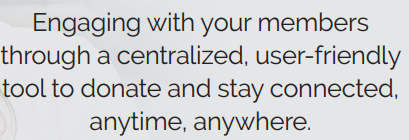 Engaging with your members
through a centralized, user-friendly
tool to donate and stay connected,
anytime, anywhere.